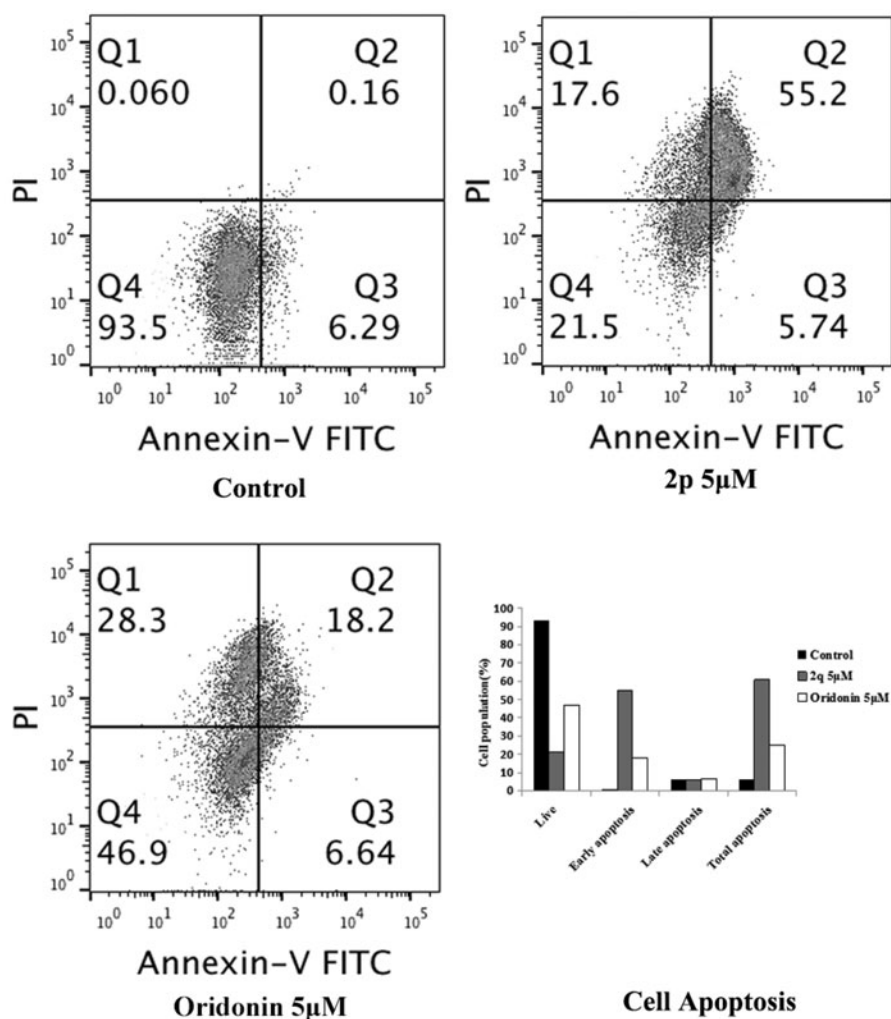 Q1
0.060
Q2
0.16
Q4
93.5
Q3
6.29
PI
10^5
10^4
10^3
10^2
10^1
10^0
10^0 10^1 10^2 10^3 10^4 10^5
Annexin-V FITC
Control
Q1
17.6
Q2
55.2
Q4
21.5
Q3
5.74
PI
10^5
10^4
10^3
10^2
10^1
10^0
10^0 10^1 10^2 10^3 10^4 10^5
Annexin-V FITC
2p 5μM
Q1
28.3
Q2
18.2
Q4
46.9
Q3
6.64
PI
10^5
10^4
10^3
10^2
10^1
10^0
10^0 10^1 10^2 10^3 10^4 10^5
Annexin-V FITC
Oridonin 5μM
Cell population(%)
100
90
80
70
60
50
40
30
20
10
0
Live
Early apoptosis
Late apoptosis
Total apoptosis
Control
2q 5μM
Oridonin 5μM
Cell Apoptosis